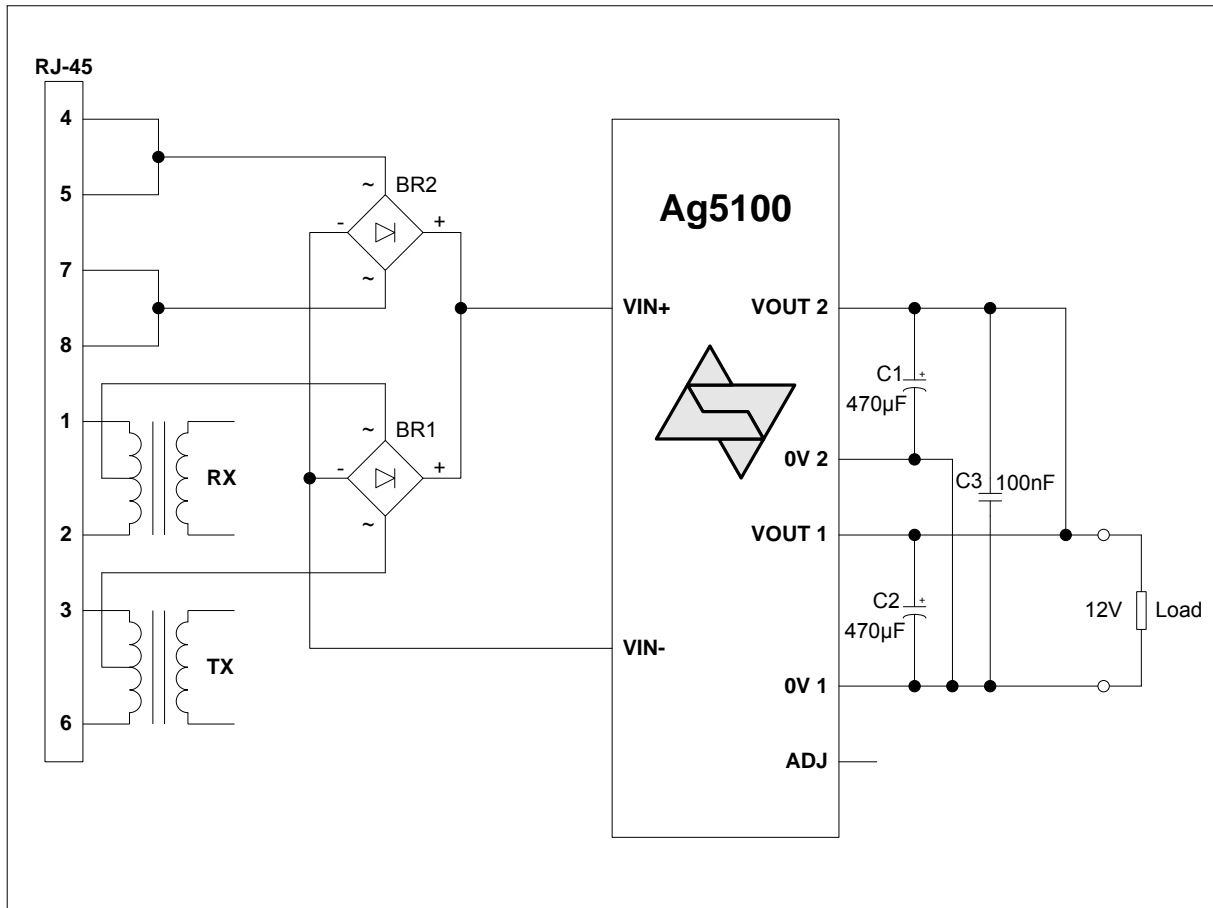 RJ-45
4
5
7
8
1
2
3
6
RX
TX
~
BR2
-
+
~
~
BR1
-
+
~
Ag5100
VIN+
VIN-
VOUT 2
0V 2
VOUT 1
0V 1
ADJ
C1
+
470µF
C3
100nF
C2
+
470µF
12V
Load